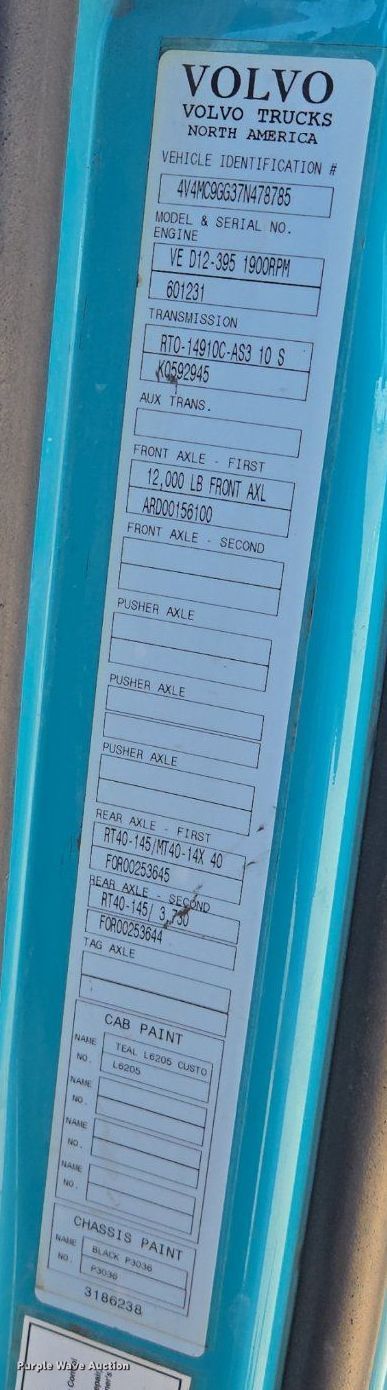 VOLVO
VOLVO TRUCKS
NORTH AMERICA
VEHICLE IDENTIFICATION #
4V4MC9GG37N478785
MODEL & SERIAL NO.
ENGINE
VE D12-395 1900RPM
601231
TRANSMISSION
RTO-14910C-AS3 10 S
K0592945
AUX TRANS.
FRONT AXLE - FIRST
12,000 LB FRONT AXL
ARD00156100
FRONT AXLE - SECOND
PUSHER AXLE
PUSHER AXLE
PUSHER AXLE
REAR AXLE - FIRST
RT40-145/MT40-14X 40
FOR00253645
REAR AXLE - SECOND
RT40-145/ 3,730
FOR00253644
TAG AXLE
CAB PAINT
NAME TEAL L6205 CUSTO
NO. L6205
NAME
NO.
NAME
NO.
NAME
NO.
CHASSIS PAINT
NAME BLACK P3036
NO. P3036
3186238
Purple Wave Auction